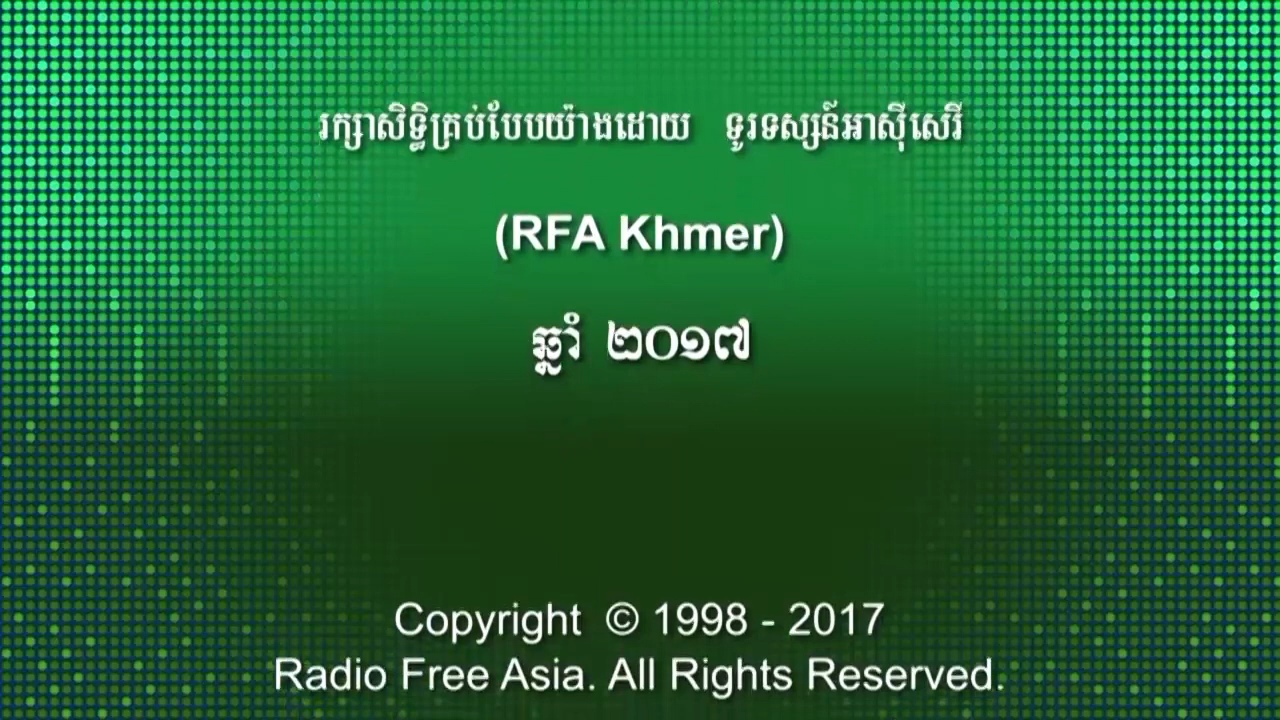 រក្សាសិទ្ធិគ្រប់បែបយ៉ាងដោយ ទូរទស្សន៍អាស៊ីសេរី
(RFA Khmer)
ឆ្នាំ ២០១៧
Copyright © 1998 - 2017
Radio Free Asia. All Rights Reserved.